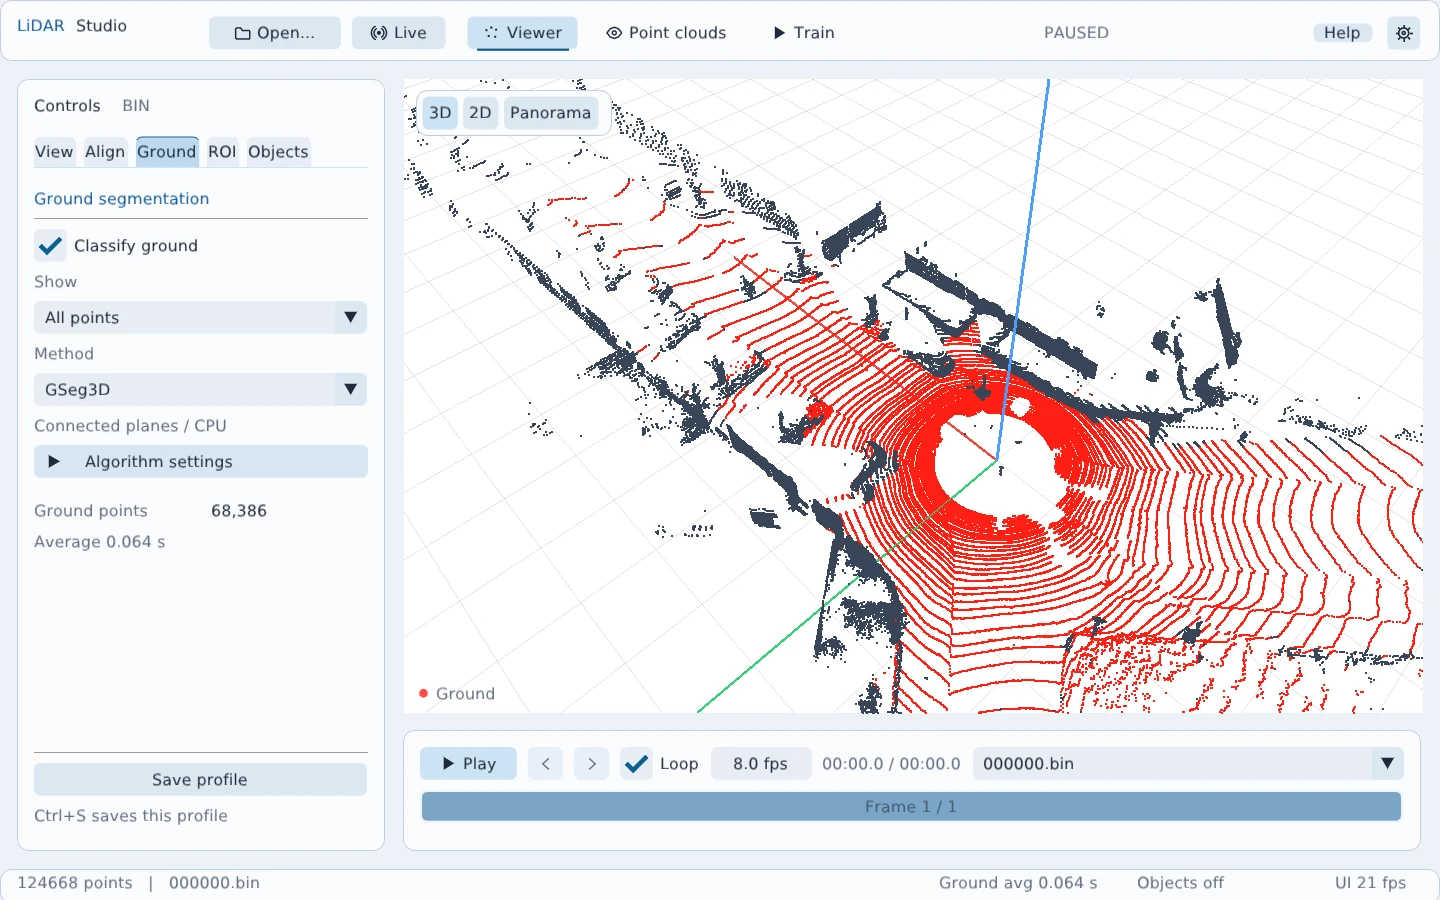 LiDAR Studio
Open... Live Viewer Point clouds Train PAUSED Help
Controls BIN
View Align Ground ROI Objects
Ground segmentation
Classify ground
Show
All points
Method
GSeg3D
Connected planes / CPU
Algorithm settings
Ground points 68,386
Average 0.064 s
Save profile
Ctrl+S saves this profile
3D 2D Panorama
Ground
Play < > Loop 8.0 fps 00:00.0 / 00:00.0 000000.bin
Frame 1 / 1
124668 points | 000000.bin Ground avg 0.064 s Objects off UI 21 fps